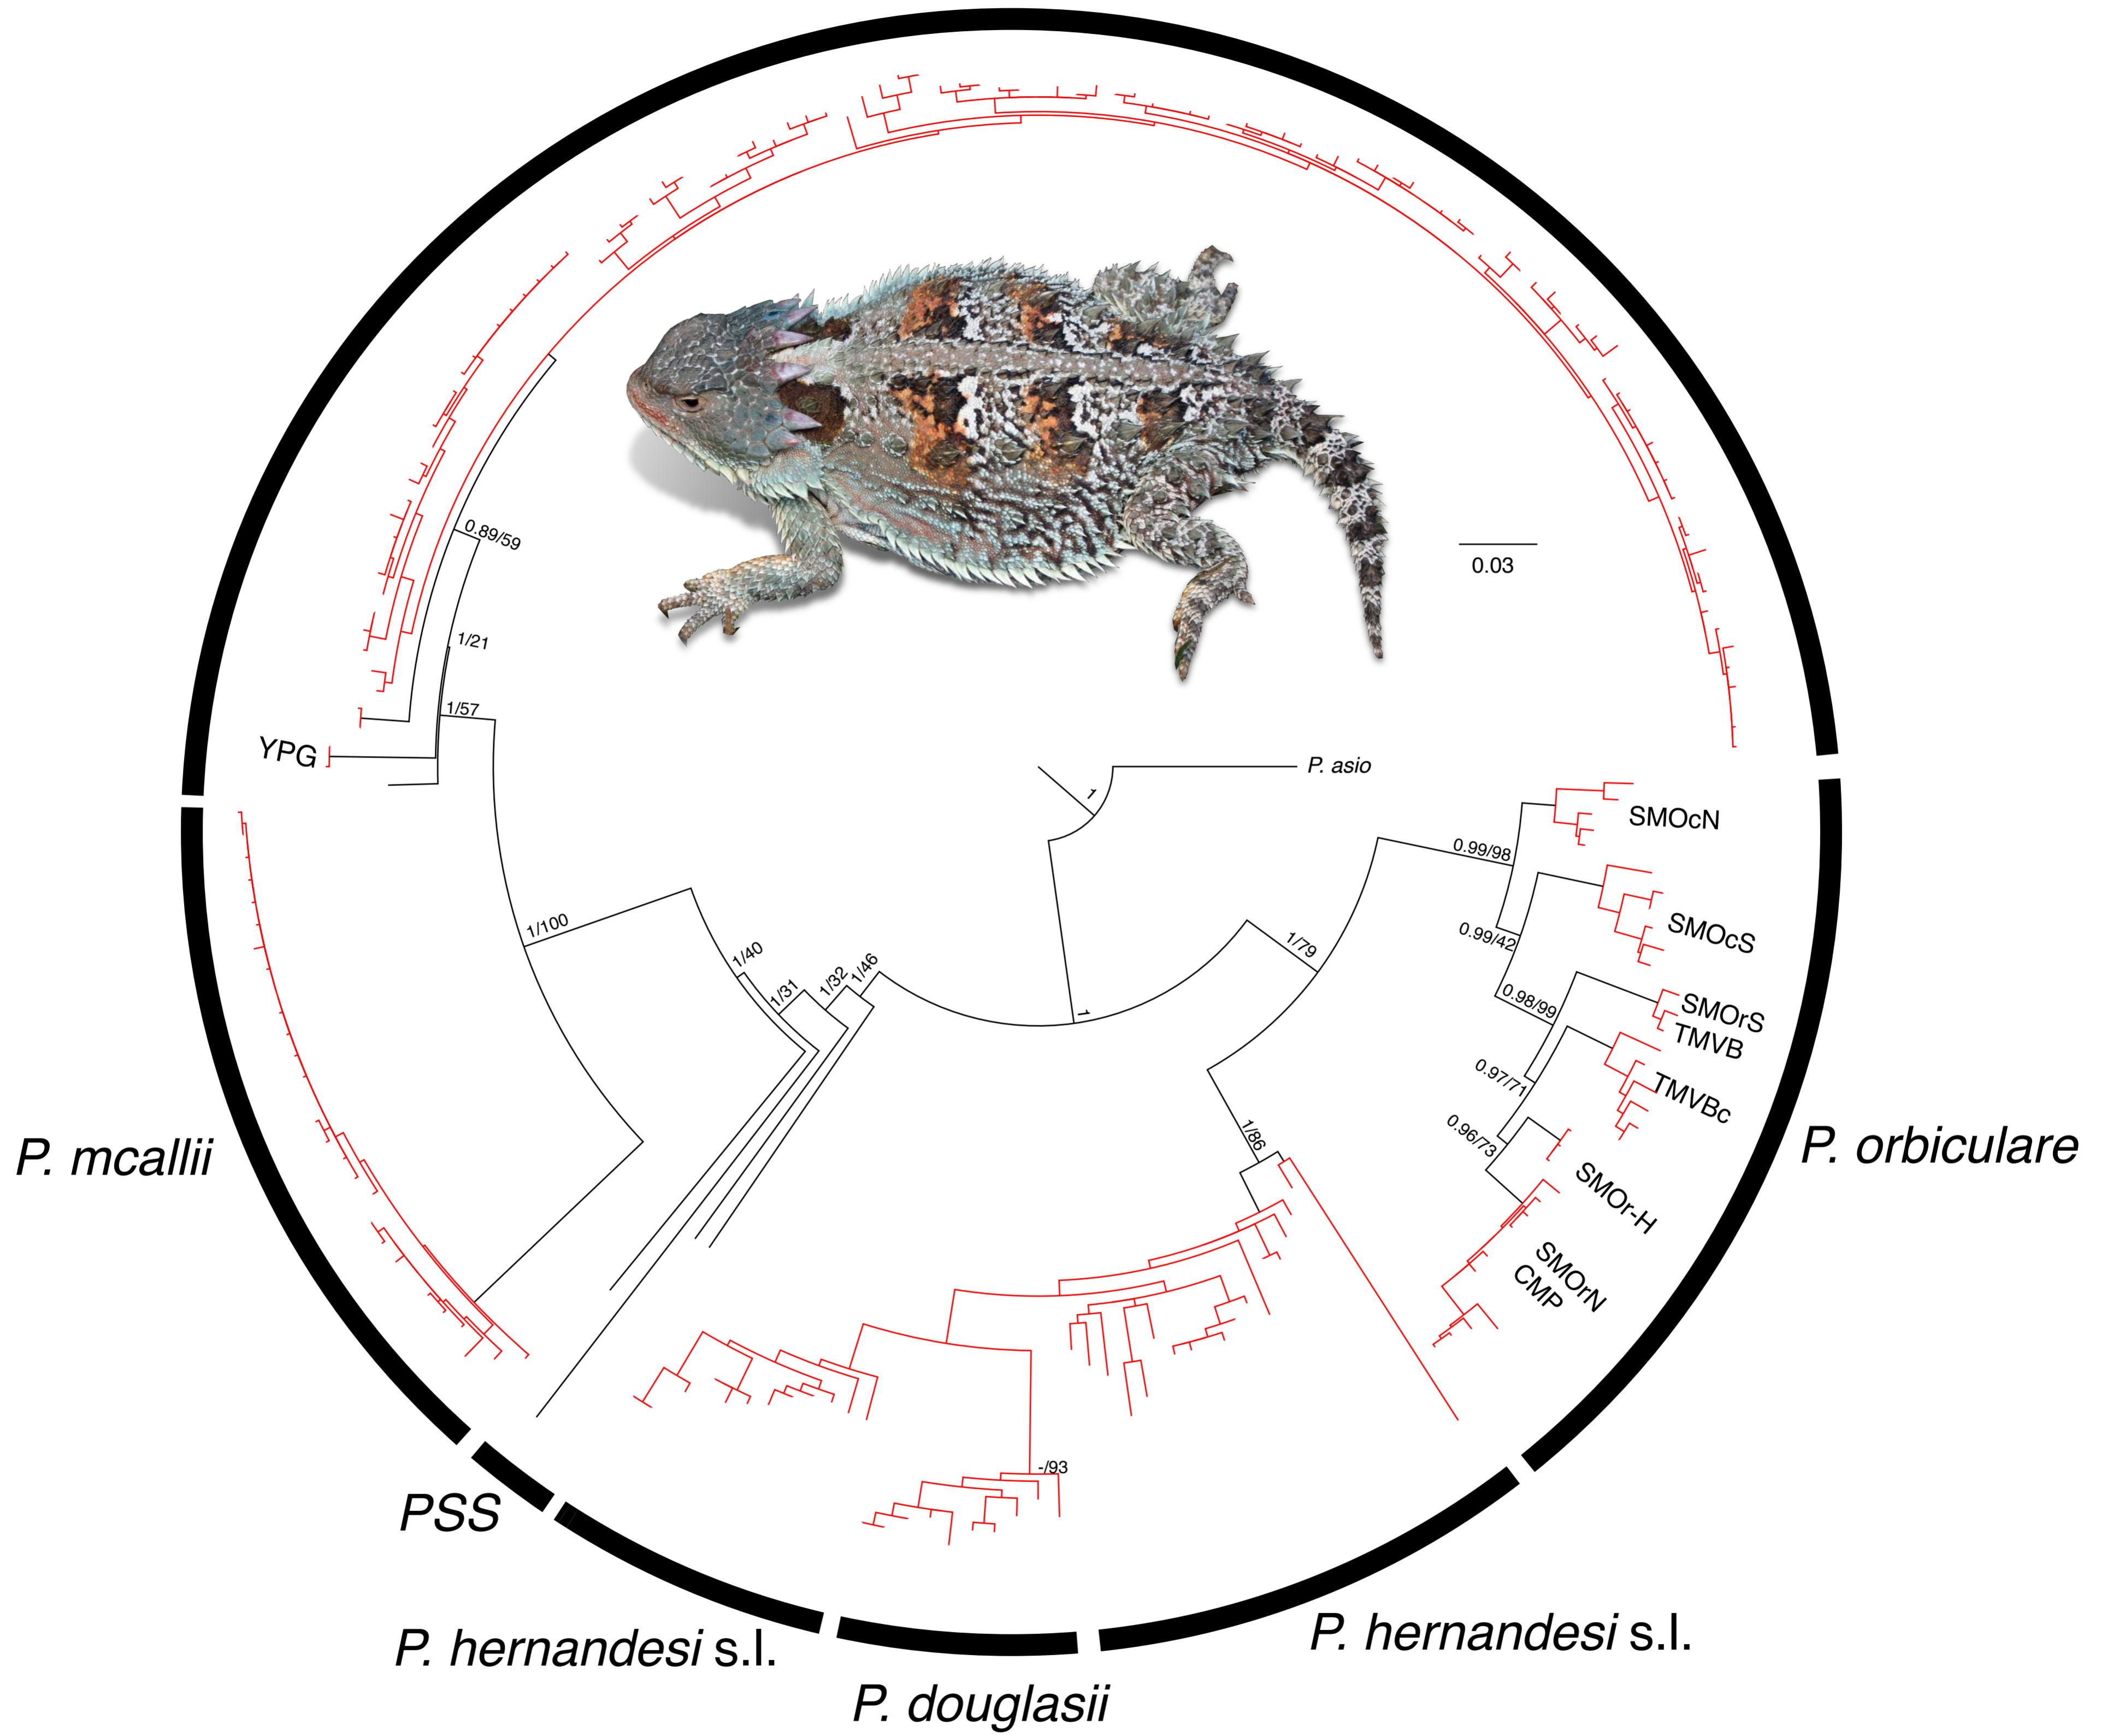 0.89/59
0.03
1/21
1/57
YPG
P. asio
1
SMOcN
0.99/98
1/100
SMOcS
0.99/42
1/40
1/79
1/46
1/32
1/31
0.98/99
SMOrS
TMVB
1
0.97/71
TMVBc
1/86
0.96/73
P. mcallii
P. orbiculare
SMOr-H
SMOrN
CMP
-/93
PSS
P. hernandesi s.l.
P. hernandesi s.l.
P. douglasii